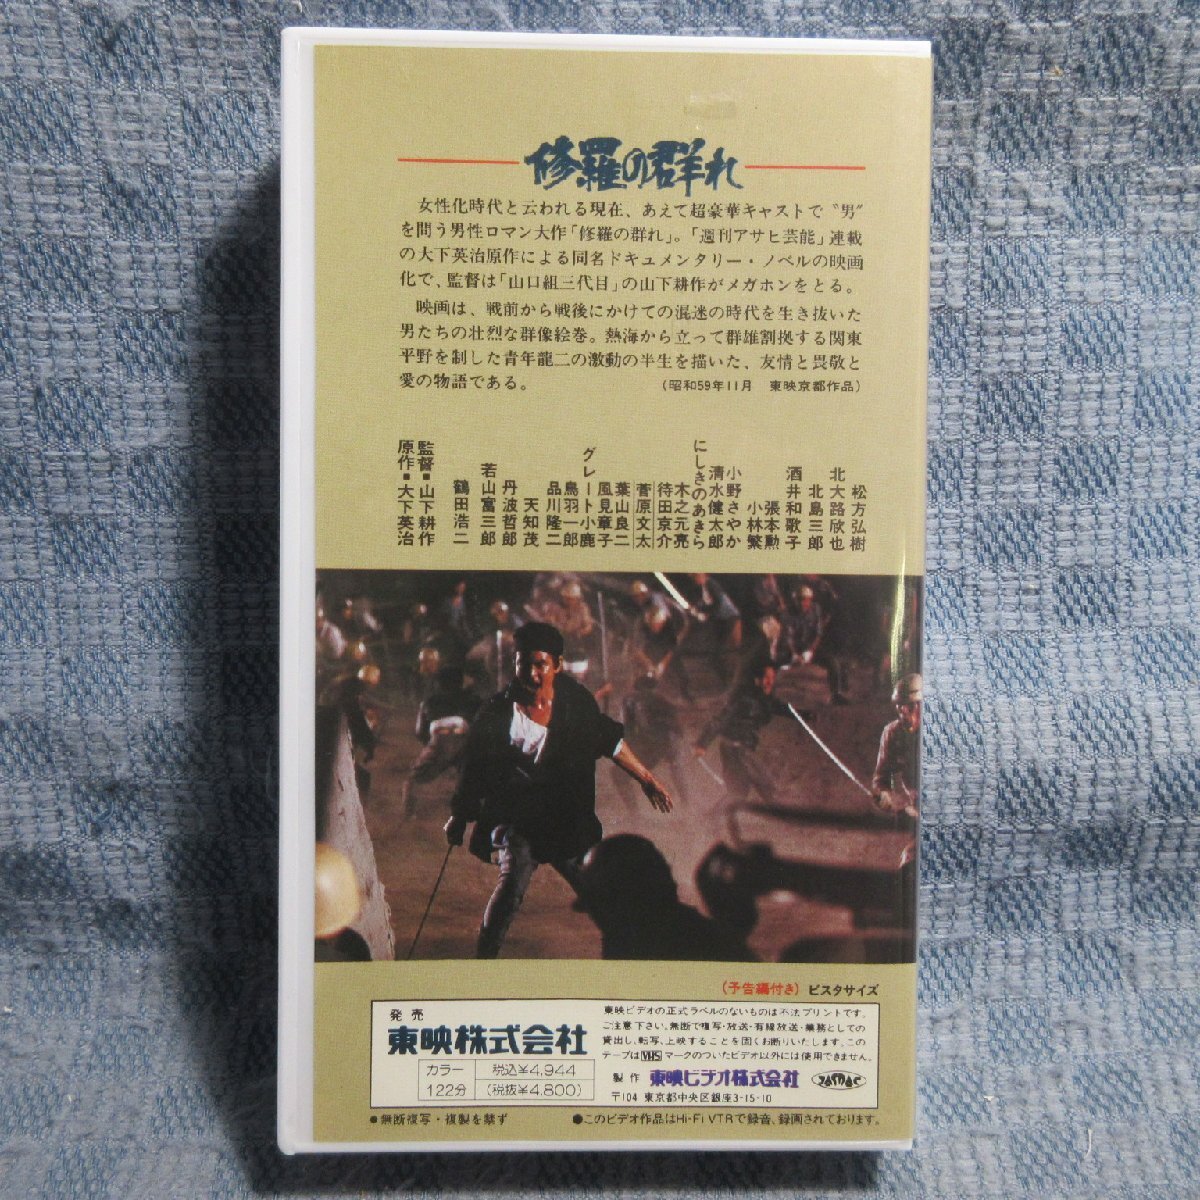 修羅の群れ
女性化時代と云われる現在、あえて超豪華キャストで〝男〟
を問う男性ロマン大作「修羅の群れ」。「週刊アサヒ芸能」連載
の大下英治原作による同名ドキュメンタリー・ノベルの映画
化で、監督は「山口組三代目」の山下耕作がメガホンをとる。
映画は、戦前から戦後にかけての混迷の時代を生き抜いた
男たちの壮烈な群像絵巻。熱海から立って群雄割拠する関東
平野を制した青年龍二の激動の半生を描いた、友情と畏敬と
愛の物語である。
(昭和59年11月 東映京都作品)
松方弘樹
北大路欣也
北島三郎
酒井和歌子
張本勲
小林繁
小野さやか
清水健太郎
にしきのあきら
木之元亮
待田京介
菅原文太
葉山良二
風見章子
グレート小鹿
鳥羽一郎
品川隆二
天知茂
丹波哲郎
若山富三郎
鶴田浩二
監督■山下耕作
原作■大下英治
(予告編付き) ビスタサイズ
発売
東映株式会社
カラー 税込¥4,944
122分 (税抜¥4,800)
東映ビデオの正式ラベルのないものは不法プリントです。
ご注意下さい。無断で複写・放送・有線放送・業務としての
貸出し、転写、上映することを固くお断りいたします。この
テープはVHSマークのついたビデオ以外には使用できません。
製作 東映ビデオ株式会社
JASRAC
〒104 東京都中央区銀座3-15-10
●無断複写・複製を禁ず
●このビデオ作品はHi-Fi VTRで録音、録画されております。